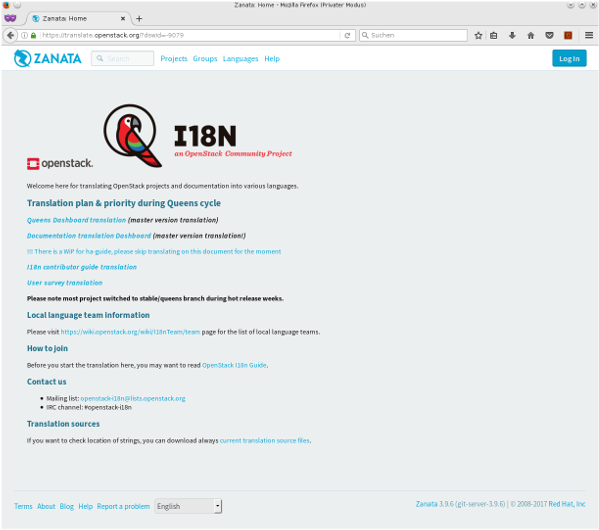 Zanata: Home - Mozilla Firefox (Privater Modus)
Zanata: Home
https://translate.openstack.org/?dswid=-9079
Suchen
ZANATA
Search
Projects Groups Languages Help
Log In
I18N
an OpenStack Community Project
openstack.
Welcome here for translating OpenStack projects and documentation into various languages.
Translation plan & priority during Queens cycle
Queens Dashboard translation (master version translation)
Documentation translation Dashboard (master version translation!)
There is a WIP for ha-guide, please skip translating on this document for the moment
I18n contributor guide translation
User survey translation
Please note most project switched to stable/queens branch during hot release weeks.
Local language team information
Please visit https://wiki.openstack.org/wiki/I18nTeam/team page for the list of local language teams.
How to join
Before you start the translation here, you may want to read OpenStack I18n Guide.
Contact us
• Mailing list: openstack-i18n@lists.openstack.org
• IRC channel: #openstack-i18n
Translation sources
If you want to check location of strings, you can download always current translation source files.
Terms About Blog Help Report a problem English
Zanata 3.9.6 (git-server-3.9.6) | © 2008-2017 Red Hat, Inc